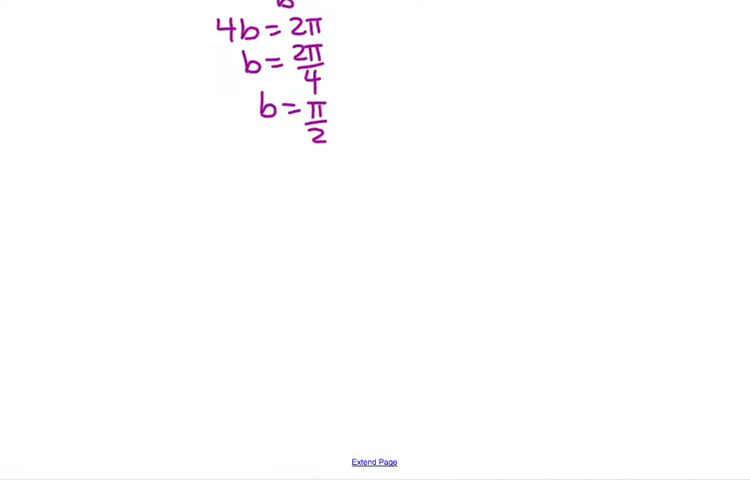 b
4b = 2π
b = 2π/4
b = π/2
Extend Page